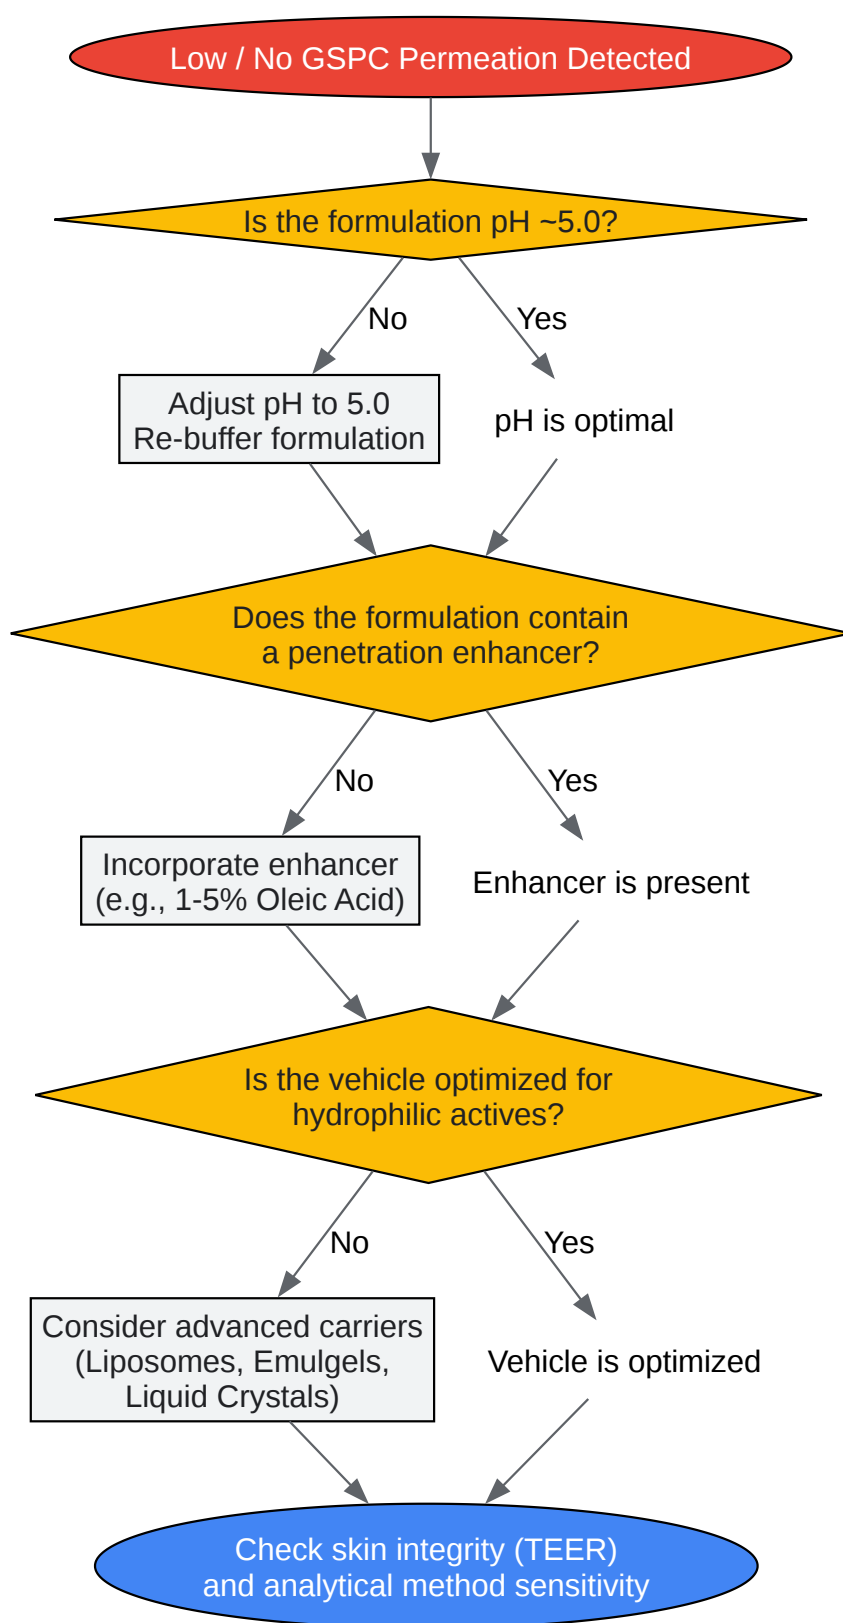 Low / No GSPC Permeation Detected
Is the formulation pH ~5.0?
No
Yes
Adjust pH to 5.0
Re-buffer formulation
pH is optimal
Does the formulation contain
a penetration enhancer?
No
Yes
Incorporate enhancer
(e.g., 1-5% Oleic Acid)
Enhancer is present
Is the vehicle optimized for
hydrophilic actives?
No
Yes
Consider advanced carriers
(Liposomes, Emulgels,
Liquid Crystals)
Vehicle is optimized
Check skin integrity (TEER)
and analytical method sensitivity